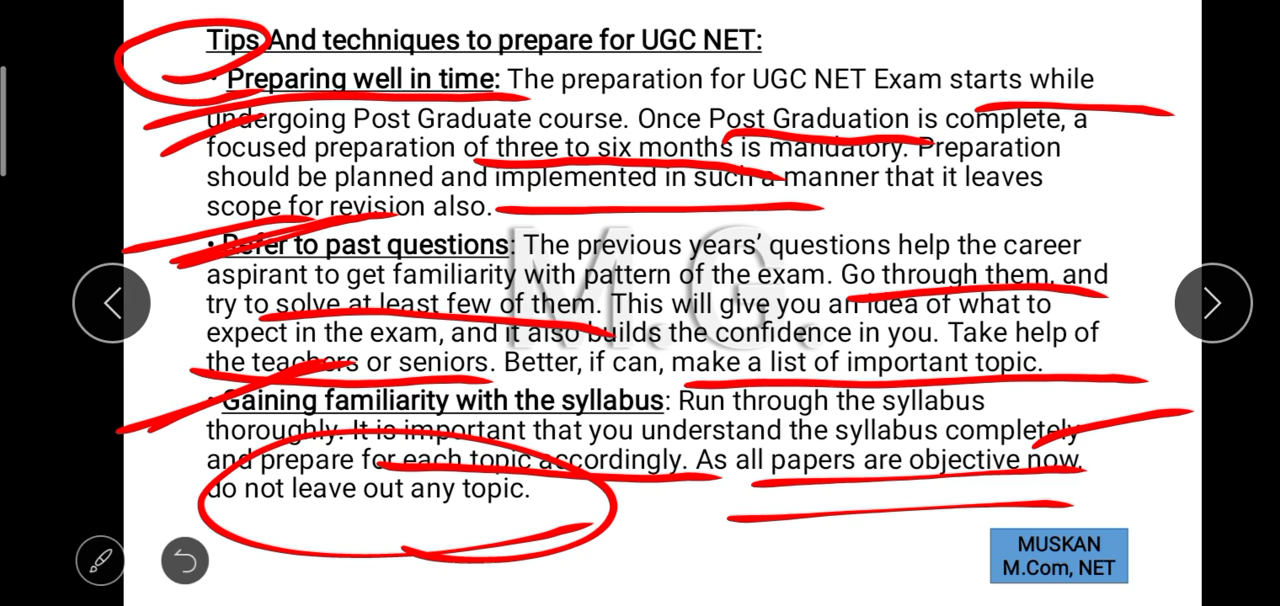 Tips And techniques to prepare for UGC NET:
• Preparing well in time: The preparation for UGC NET Exam starts while
undergoing Post Graduate course. Once Post Graduation is complete, a
focused preparation of three to six months is mandatory. Preparation
should be planned and implemented in such a manner that it leaves
scope for revision also.
• Refer to past questions: The previous years’ questions help the career
aspirant to get familiarity with pattern of the exam. Go through them, and
try to solve at least few of them. This will give you an idea of what to
expect in the exam, and it also builds the confidence in you. Take help of
the teachers or seniors. Better, if can, make a list of important topic.
• Gaining familiarity with the syllabus: Run through the syllabus
thoroughly. It is important that you understand the syllabus completely
and prepare for each topic accordingly. As all papers are objective now,
do not leave out any topic.
M.G.
MUSKAN
M.Com, NET